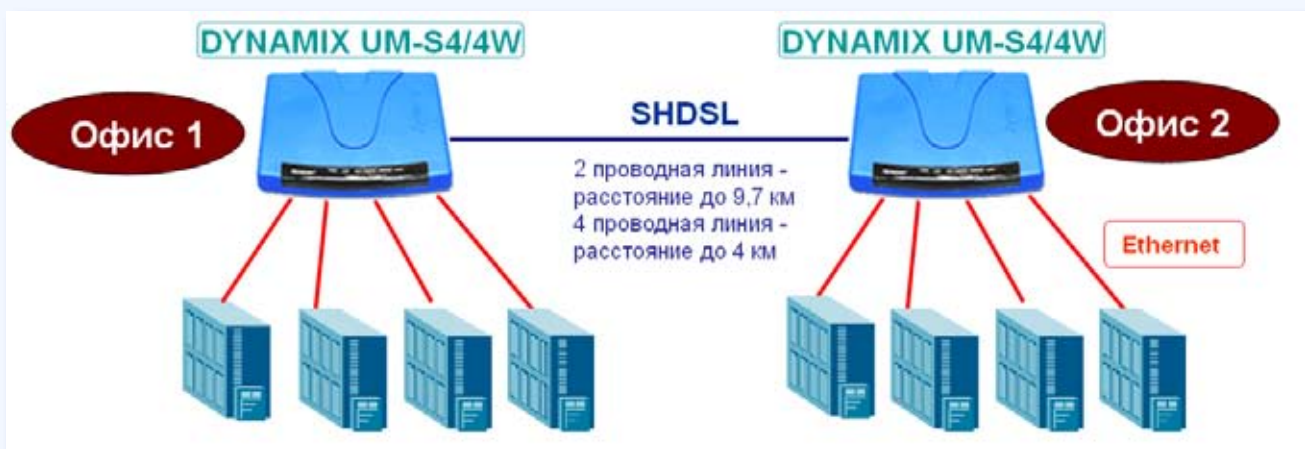 DYNAMIX UM-S4/4W
DYNAMIX UM-S4/4W
Офис 1
SHDSL
Офис 2
2 проводная линия -
расстояние до 9,7 км
4 проводная линия -
расстояние до 4 км
Ethernet